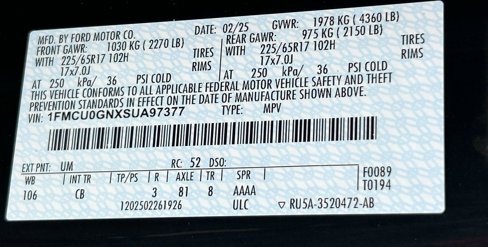 MFD. BY FORD MOTOR CO. DATE: 02/25 GVWR: 1978 KG (4360 LB)
FRONT GAWR: 1030 KG (2270 LB) REAR GAWR: 975 KG (2150 LB)
WITH 225/65R17 102H TIRES WITH 225/65R17 102H TIRES
17x7.0J RIMS 17x7.0J RIMS
AT 250 kPa/ 36 PSI COLD AT 250 kPa/ 36 PSI COLD
THIS VEHICLE CONFORMS TO ALL APPLICABLE FEDERAL MOTOR VEHICLE SAFETY AND THEFT
PREVENTION STANDARDS IN EFFECT ON THE DATE OF MANUFACTURE SHOWN ABOVE.
VIN: 1FMCU0GNXSUA97377 TYPE: MPV
EXT PNT: UM RC: 52 DSO:
WB INT TR TP/PS R AXLE TR SPR F0089
106 CB 3 81 8 AAAA T0194
1202502261926 ULC ▽ RU5A-3520472-AB